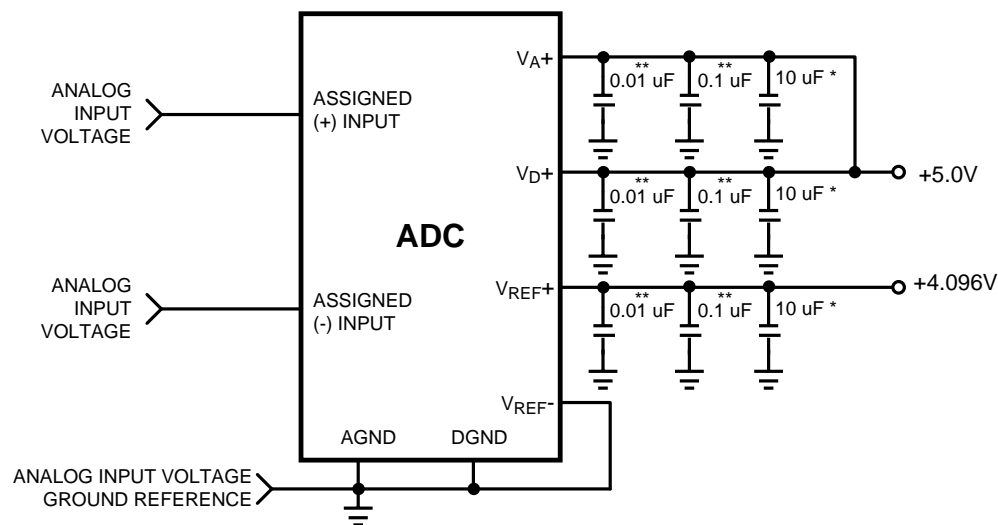 ANALOG
INPUT
VOLTAGE
ASSIGNED
(+) INPUT
ANALOG
INPUT
VOLTAGE
ASSIGNED
(-) INPUT
ADC
VA+
**
0.01 uF
**
0.1 uF
10 uF *
VD+
**
0.01 uF
**
0.1 uF
10 uF *
+5.0V
VREF+
**
0.01 uF
**
0.1 uF
10 uF *
+4.096V
VREF-
AGND
DGND
ANALOG INPUT VOLTAGE
GROUND REFERENCE